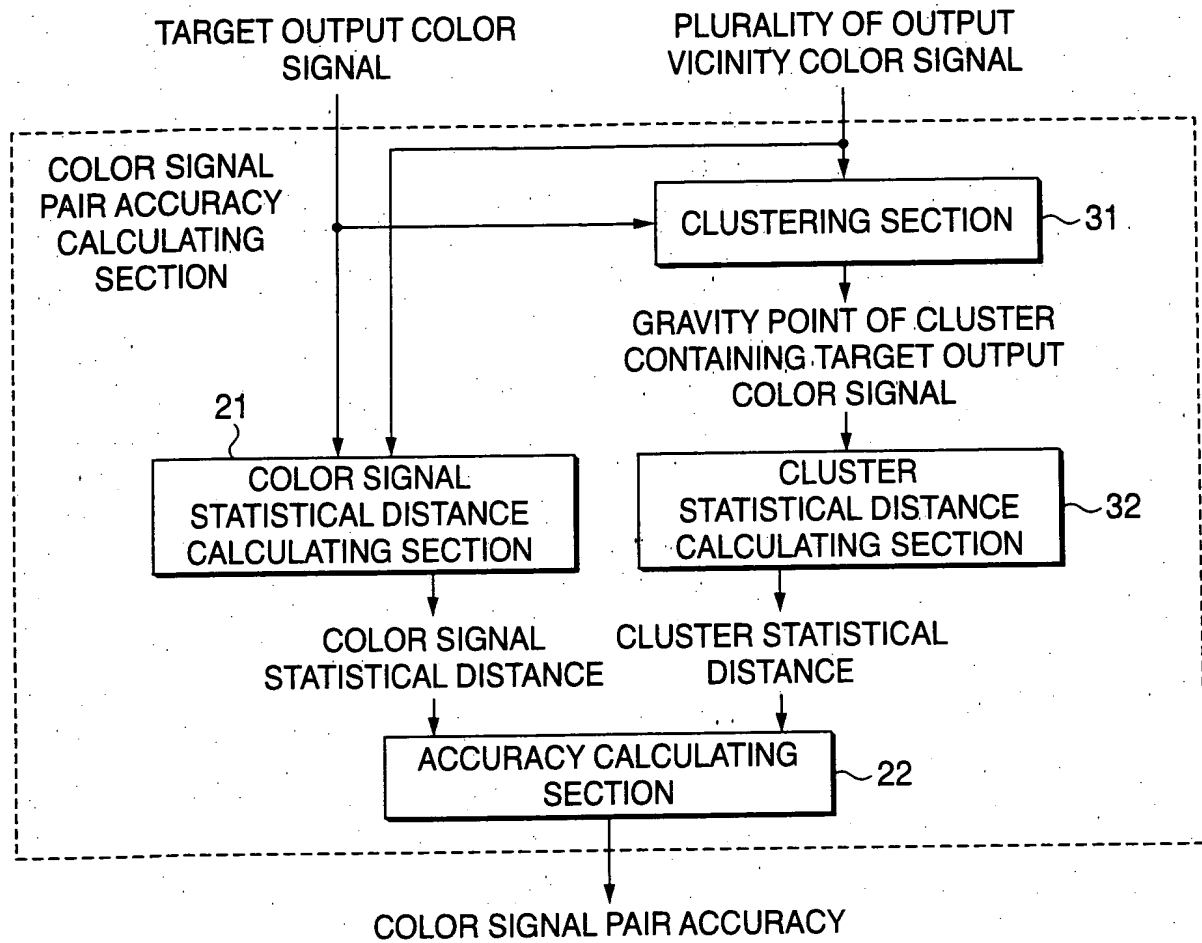 TARGET OUTPUT COLOR
SIGNAL
PLURALITY OF OUTPUT
VICINITY COLOR SIGNAL
COLOR SIGNAL
PAIR ACCURACY
CALCULATING
SECTION
CLUSTERING SECTION
31
GRAVITY POINT OF CLUSTER
CONTAINING TARGET OUTPUT
COLOR SIGNAL
21
COLOR SIGNAL
STATISTICAL DISTANCE
CALCULATING SECTION
CLUSTER
STATISTICAL DISTANCE
CALCULATING SECTION
32
COLOR SIGNAL
STATISTICAL DISTANCE
CLUSTER STATISTICAL
DISTANCE
ACCURACY CALCULATING
SECTION
22
COLOR SIGNAL PAIR ACCURACY